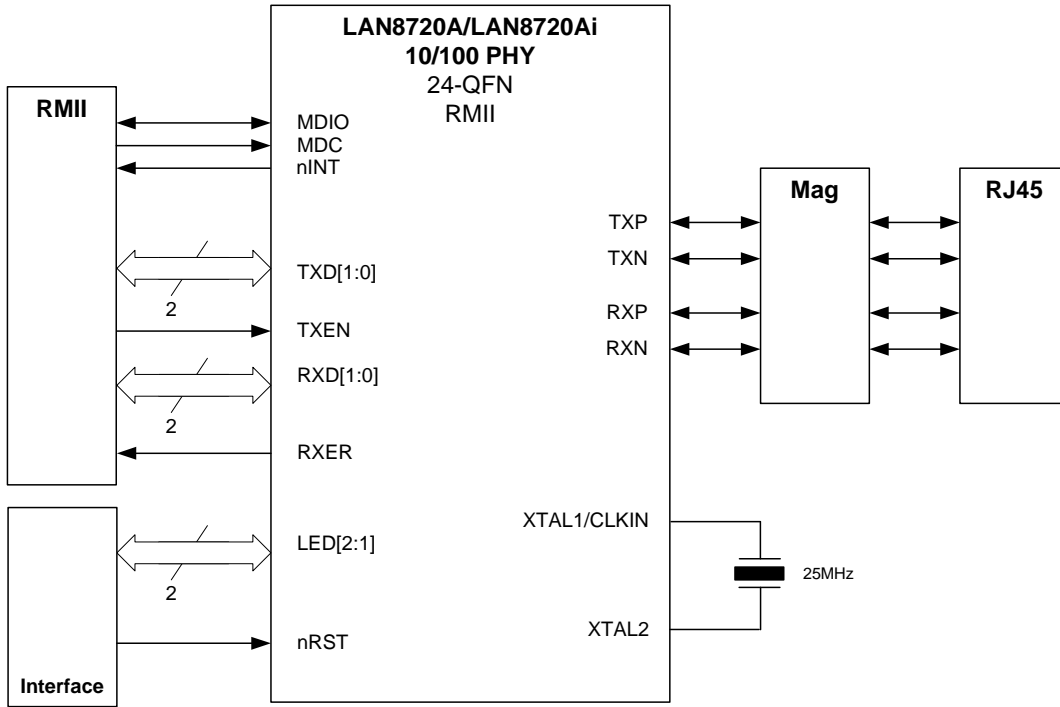 LAN8720A/LAN8720Ai
10/100 PHY
24-QFN
RMII
RMII
MDIO
MDC
nINT
TXD[1:0]
2
TXEN
RXD[1:0]
2
RXER
LED[2:1]
2
nRST
Interface
TXP
TXN
RXP
RXN
Mag
RJ45
XTAL1/CLKIN
25MHz
XTAL2